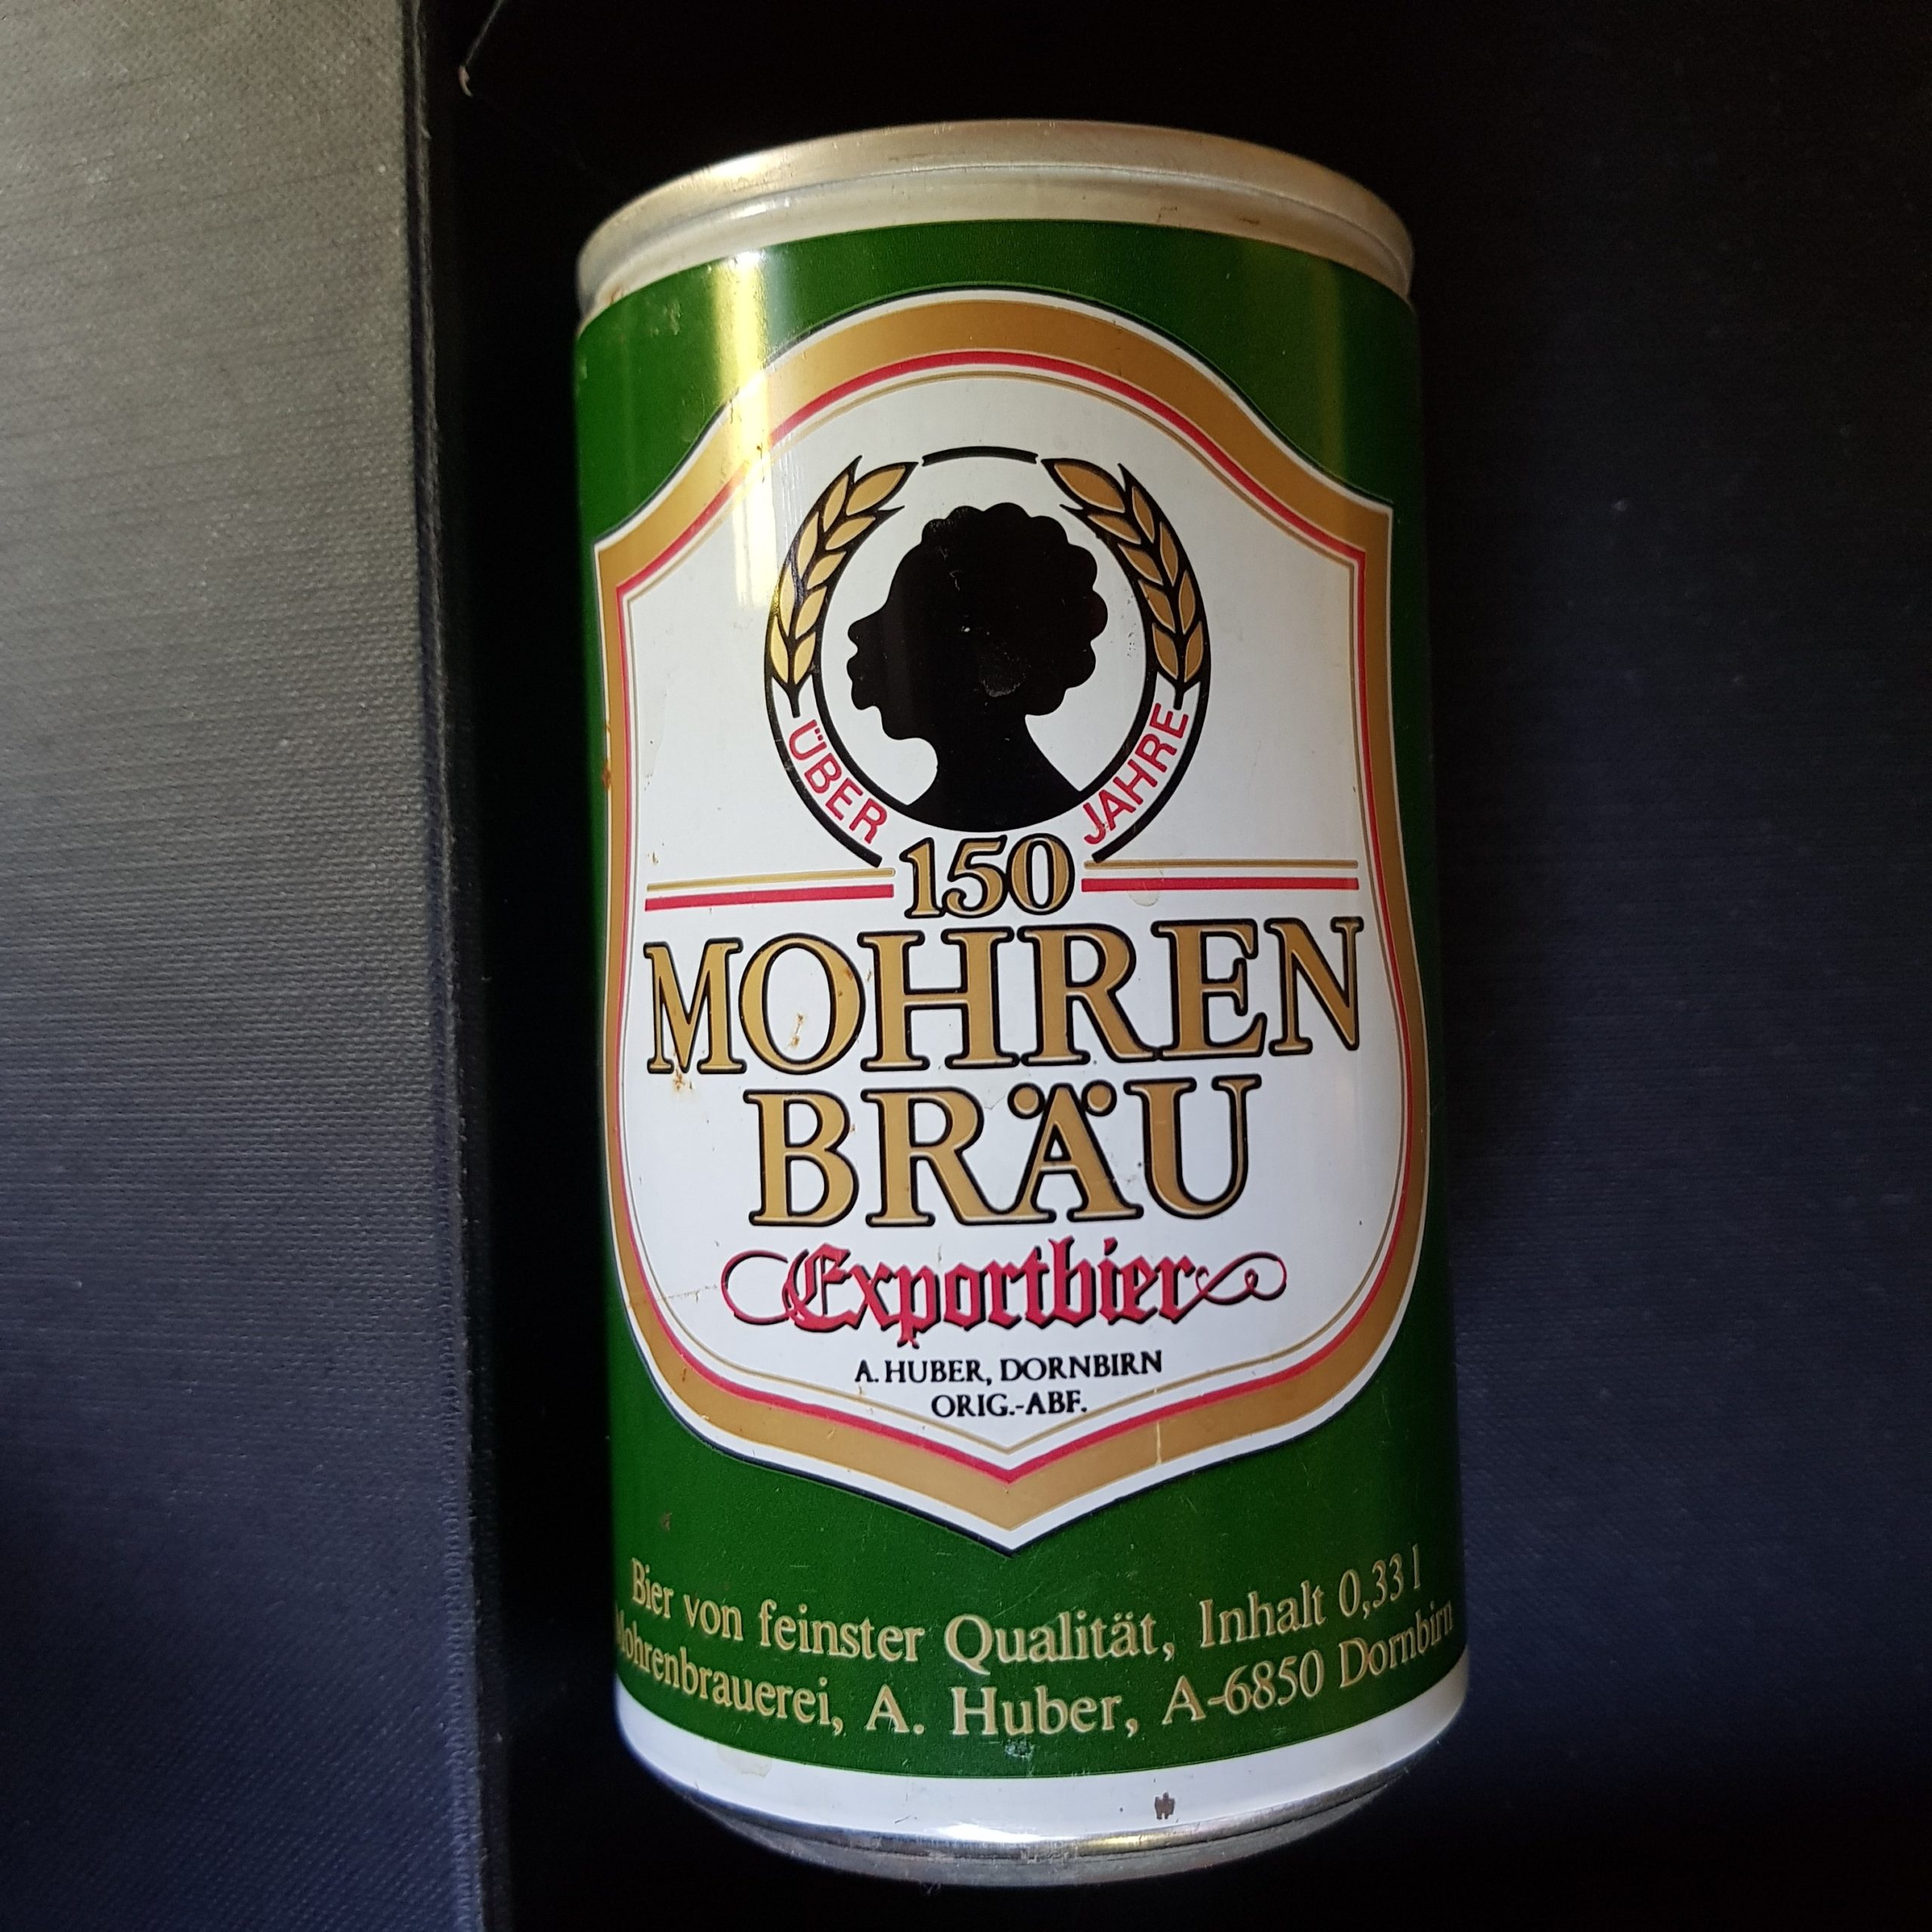 ÜBER 150 JAHRE
MOHREN
BRÄU
Exportbier
A. HUBER, DORNBIRN
ORIG.-ABF.
Bier von feinster Qualität, Inhalt 0,33 l
Mohrenbrauerei, A. Huber, A-6850 Dornbirn